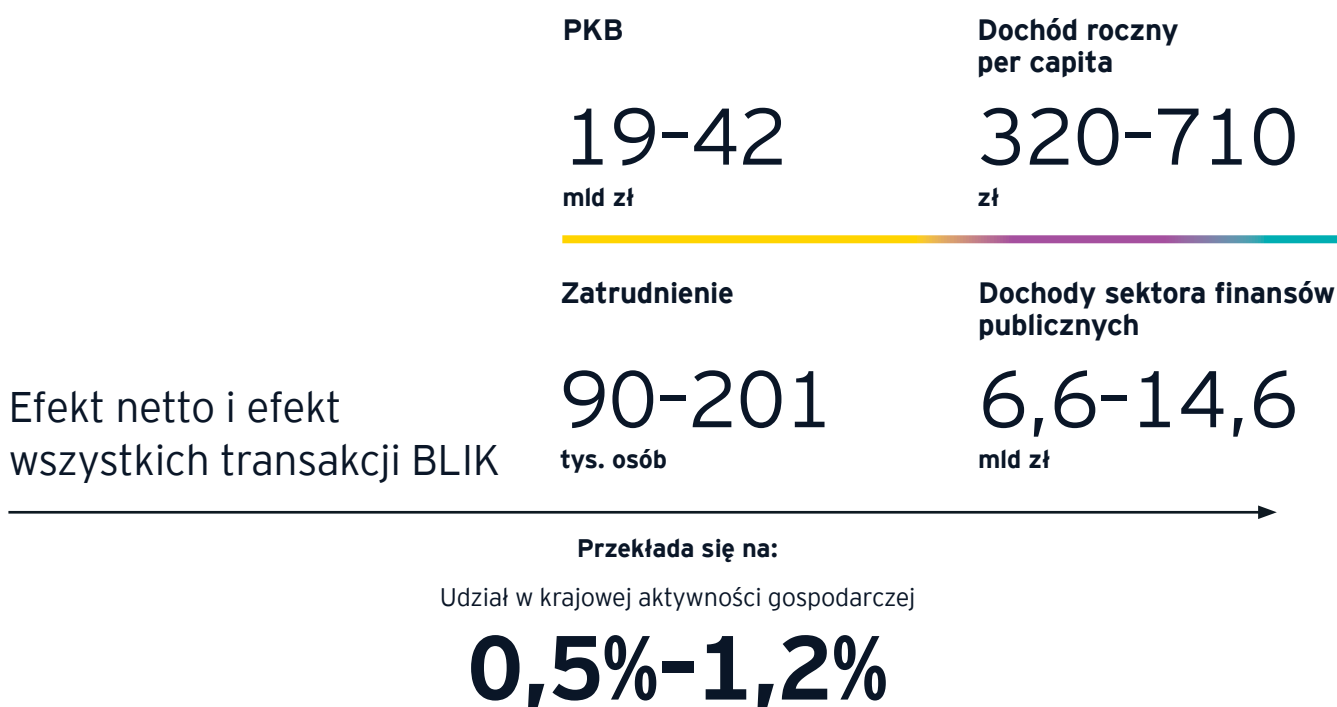 PKB
19–42
mld zł
Dochód roczny
per capita
320–710
zł
Zatrudnienie
90–201
tys. osób
Dochody sektora finansów
publicznych
6,6–14,6
mld zł
Efekt netto i efekt
wszystkich transakcji BLIK
Przekłada się na:
Udział w krajowej aktywności gospodarczej
0,5%–1,2%